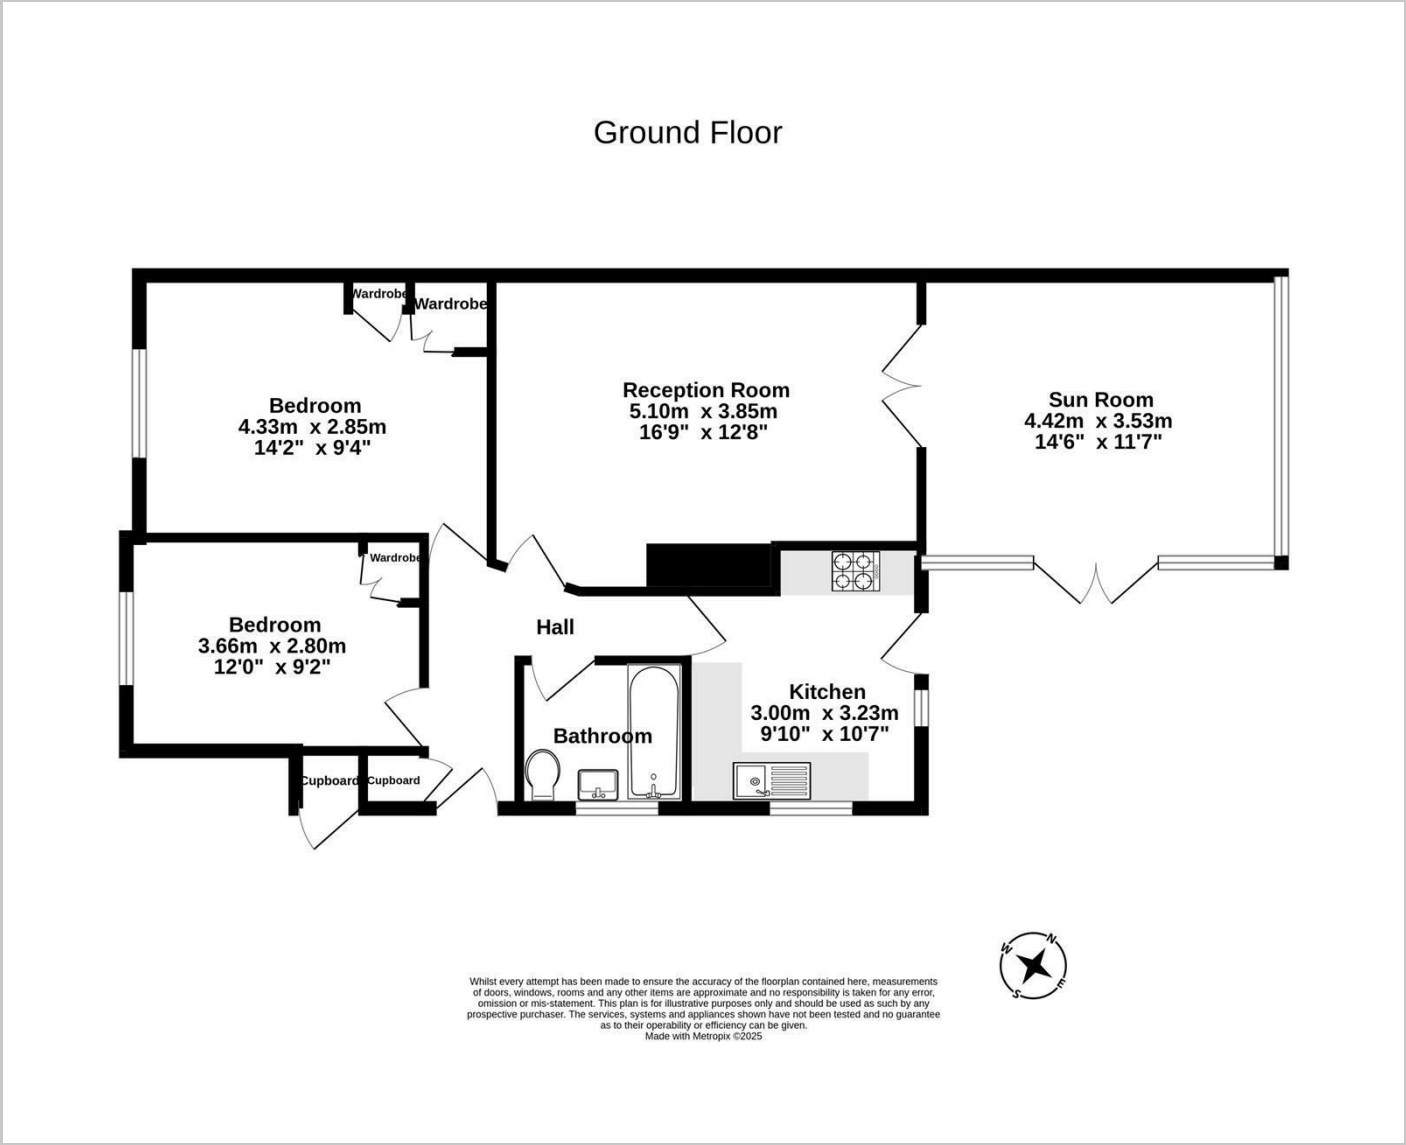 Ground Floor
Wardrobe
Wardrobe
Bedroom
4.33m x 2.85m
14'2" x 9'4"
Reception Room
5.10m x 3.85m
16'9" x 12'8"
Sun Room
4.42m x 3.53m
14'6" x 11'7"
Wardrobe
Bedroom
3.66m x 2.80m
12'0" x 9'2"
Hall
Kitchen
3.00m x 3.23m
9'10" x 10'7"
Bathroom
Cupboard
Cupboard
N
W
E
S
Whilst every attempt has been made to ensure the accuracy of the floorplan contained here, measurements
of doors, windows, rooms and any other items are approximate and no responsibility is taken for any error,
omission or mis-statement. This plan is for illustrative purposes only and should be used as such by any
prospective purchaser. The services, systems and appliances shown have not been tested and no guarantee
as to their operability or efficiency can be given.
Made with Metropix ©2025